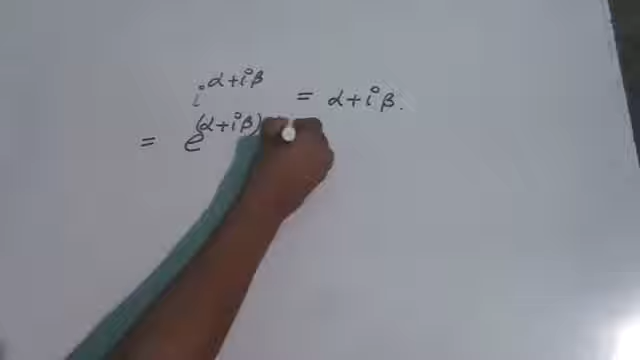 i^{α+iβ} = α+iβ.
= e^{(α+iβ)